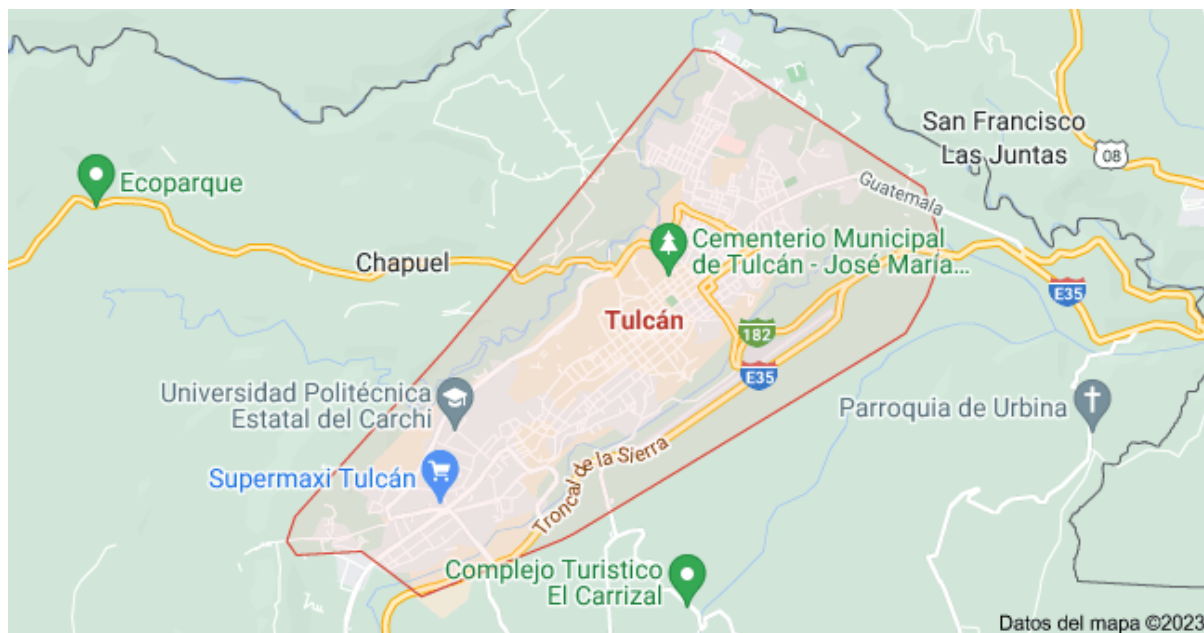 San Francisco
Las Juntas
08
Guatemala
Ecoparque
Chapuel
Cementerio Municipal
de Tulcán - José María...
E35
Tulcán
182
E35
Universidad Politécnica
Estatal del Carchi
Parroquia de Urbina
Supermaxi Tulcán
Troncal de la Sierra
Complejo Turistico
El Carrizal
Datos del mapa ©2023